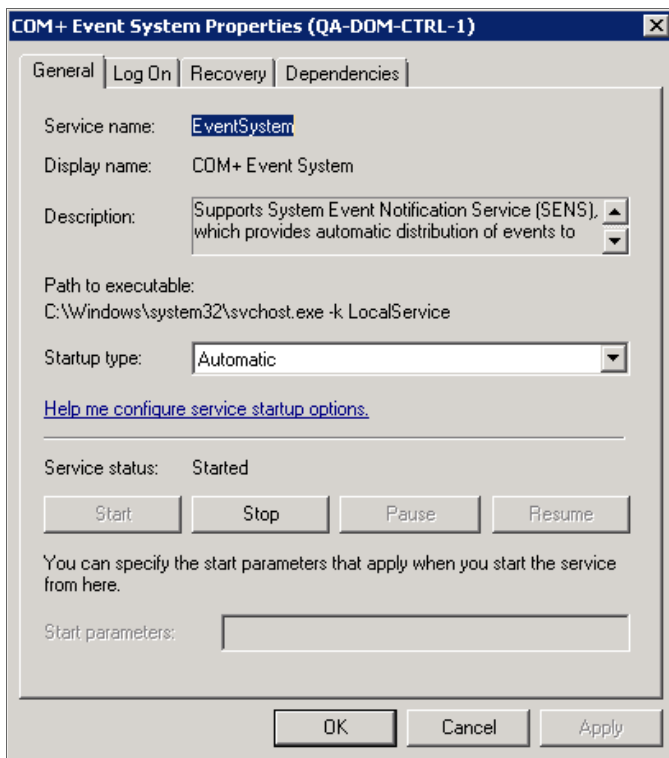 COM+ Event System Properties (QA-DOM-CTRL-1)
General Log On Recovery Dependencies
Service name: EventSystem
Display name: COM+ Event System
Description: Supports System Event Notification Service (SENS),
which provides automatic distribution of events to
Path to executable:
C:\Windows\system32\svchost.exe -k LocalService
Startup type: Automatic
Help me configure service startup options.
Service status: Started
Start Stop Pause Resume
You can specify the start parameters that apply when you start the service
from here.
Start parameters:
OK Cancel Apply